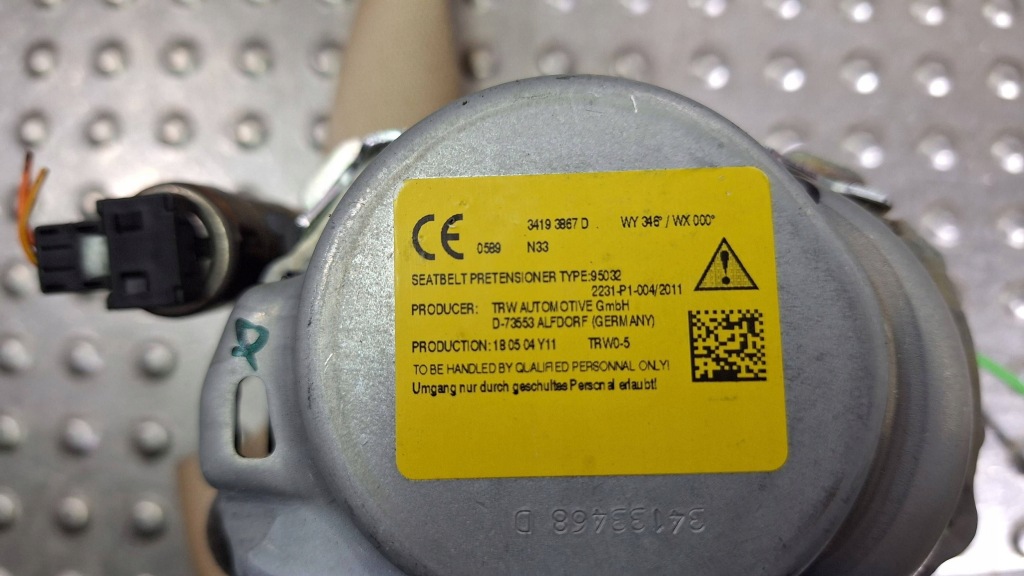 CE 3419 3867 D WY 346° / WX 000°
0589 N33
SEATBELT PRETENSIONER TYPE:95032
2231-P1-004/2011
PRODUCER: TRW AUTOMOTIVE GmbH
D-73553 ALFDORF (GERMANY)
PRODUCTION: 18 05 04 Y11 TRW0-5
TO BE HANDLED BY QUALIFIED PERSONNAL ONLY!
Umgang nur durch geschultes Personal erlaubt!
34193468 D